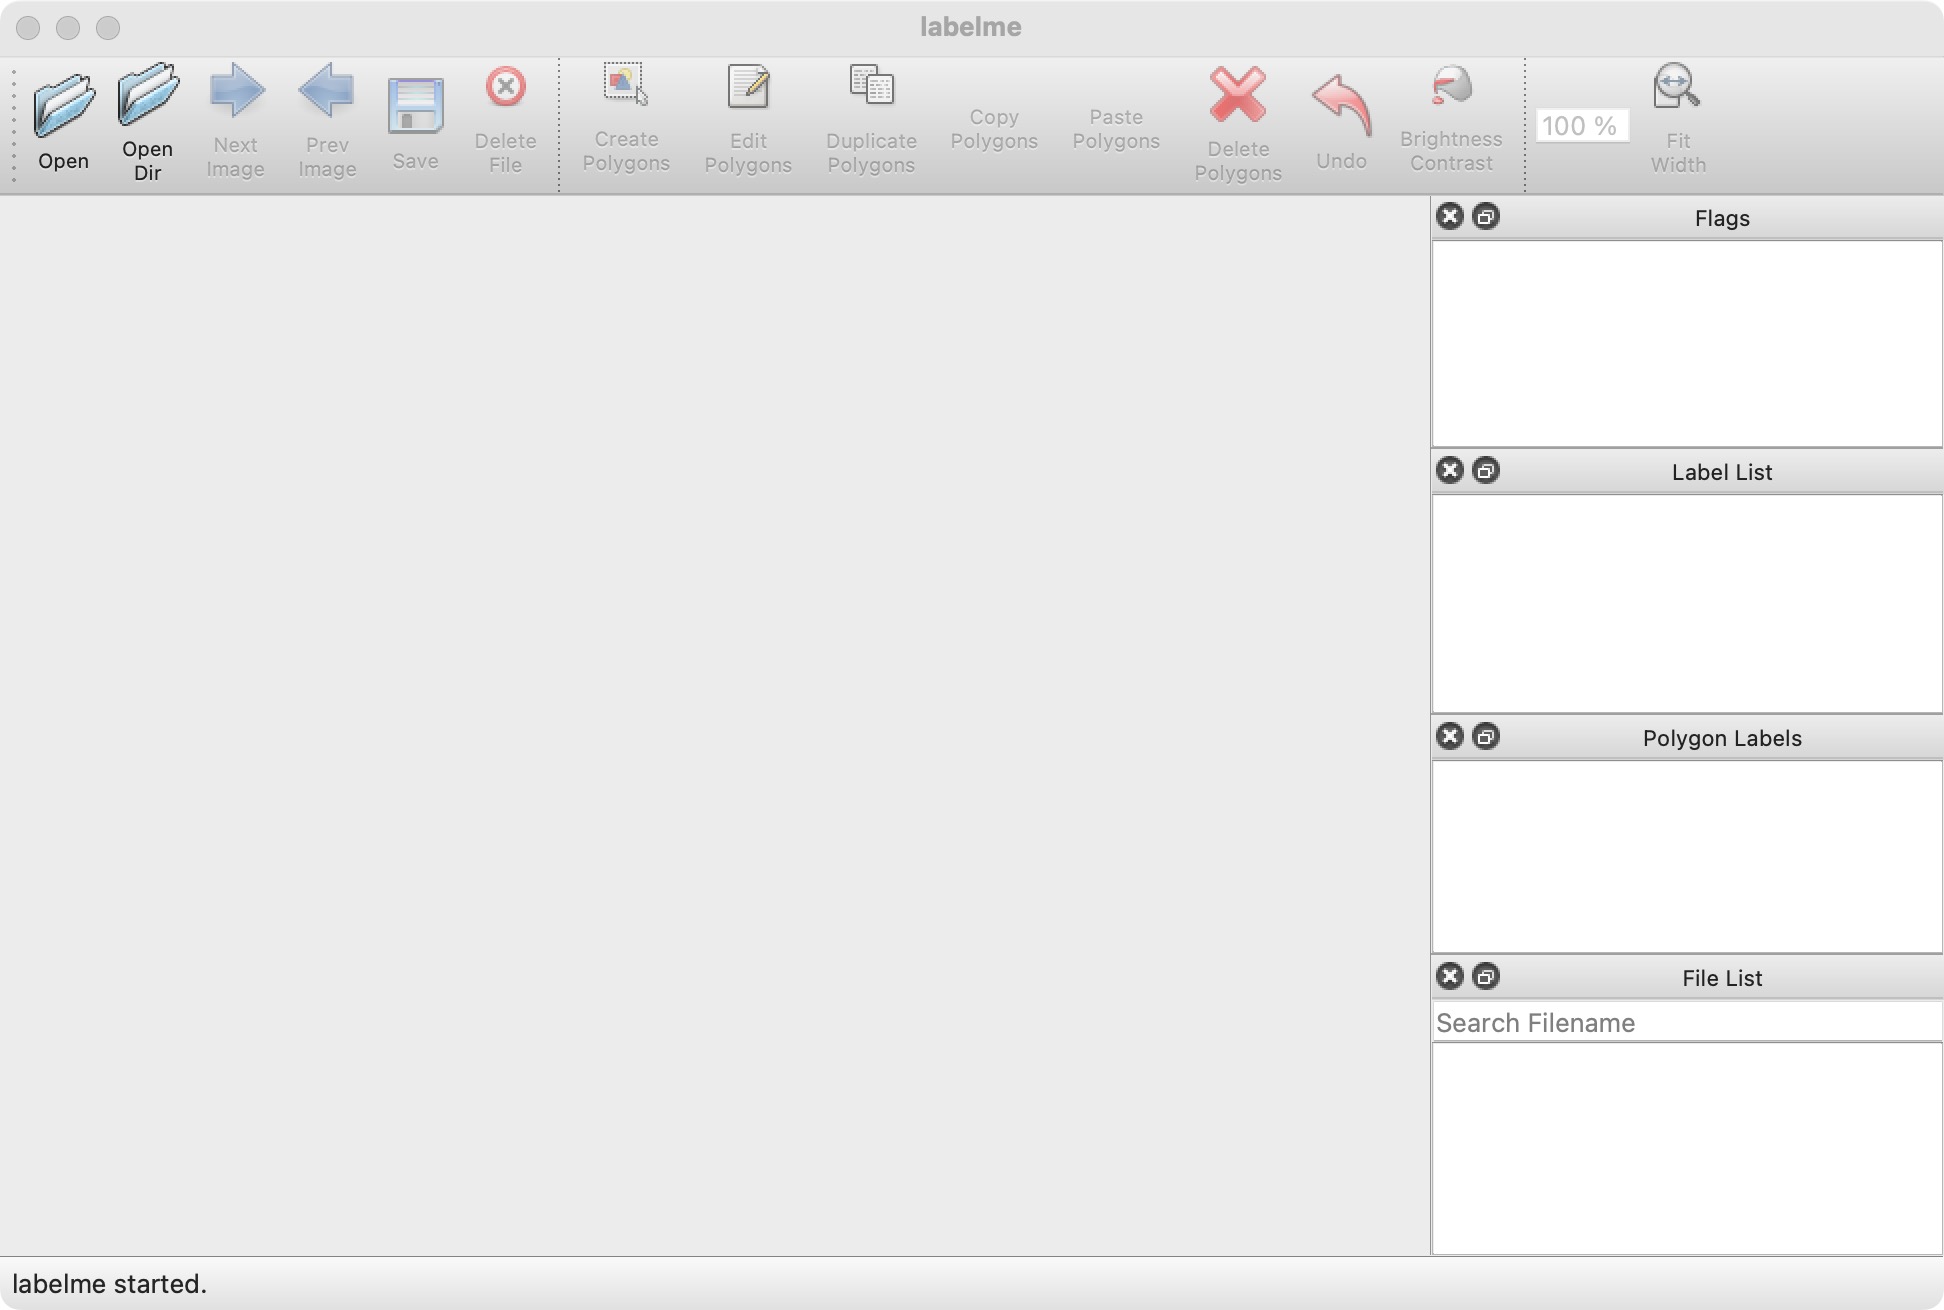 labelme
Open
Open
Dir
Next
Image
Prev
Image
Save
Delete
File
Create
Polygons
Edit
Polygons
Duplicate
Polygons
Copy
Polygons
Paste
Polygons
Delete
Polygons
Undo
Brightness
Contrast
100 %
Fit
Width
Flags
Label List
Polygon Labels
File List
Search Filename
labelme started.